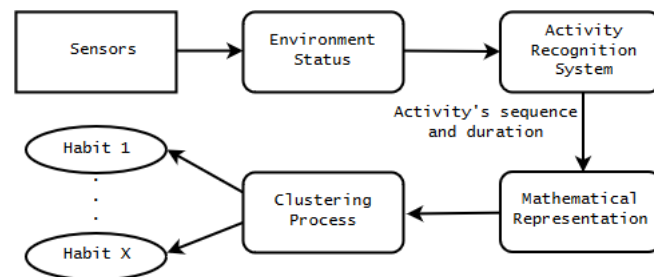 Sensors
Environment
Status
Activity
Recognition
System
Activity's sequence
and duration
Habit 1
.
.
.
Habit X
Clustering
Process
Mathematical
Representation